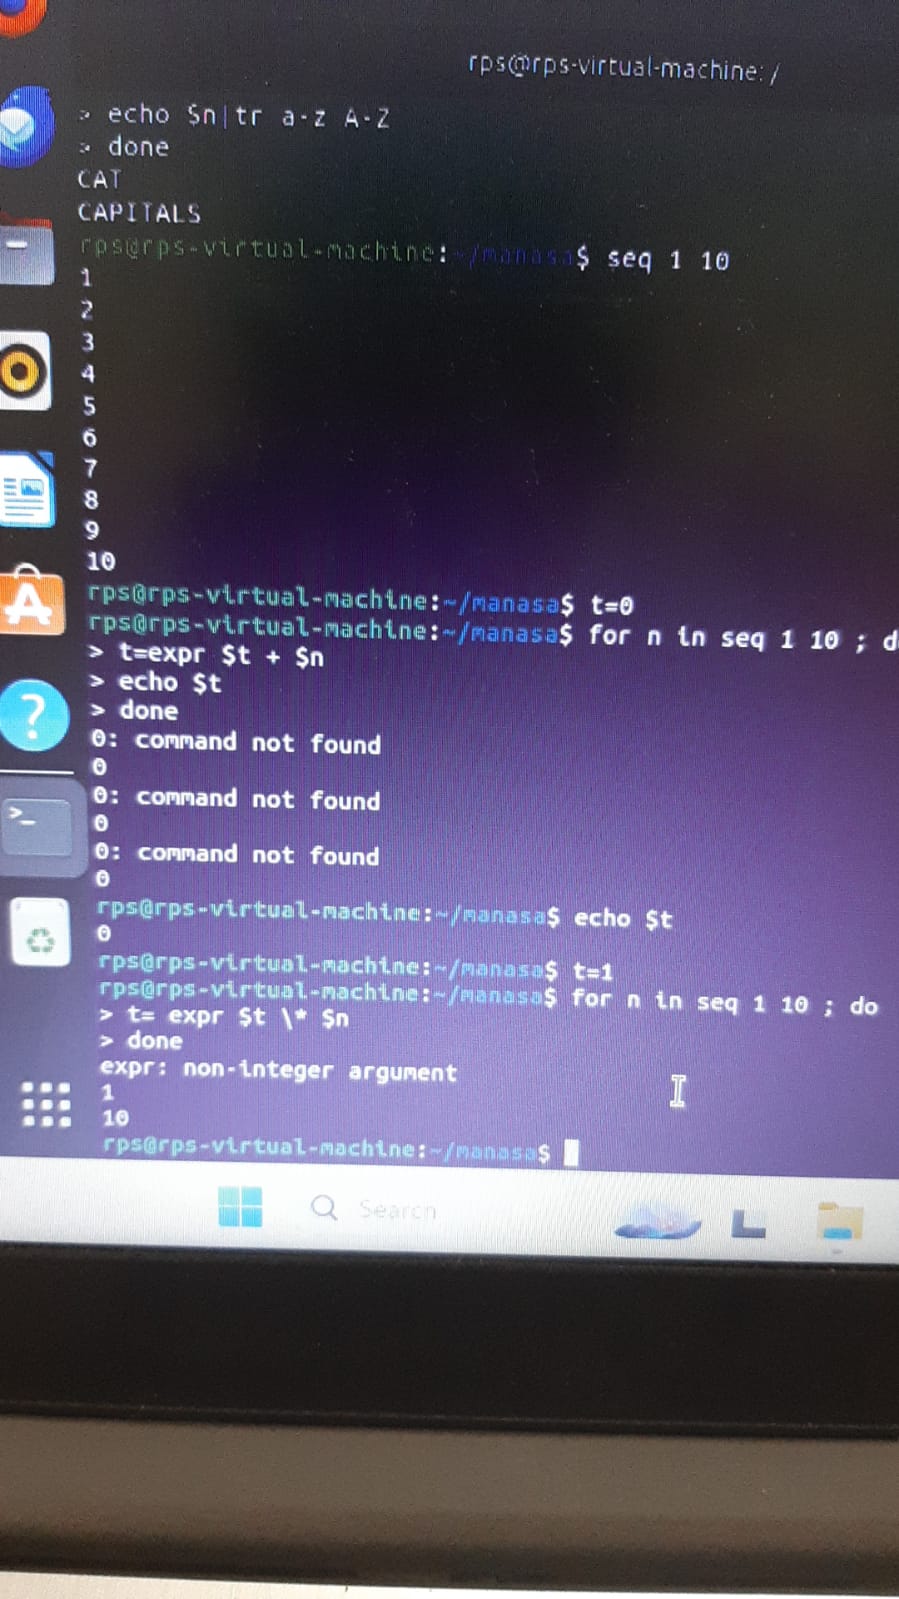 rps@rps-virtual-machine: /
> echo $n|tr a-z A-Z
> done
CAT
CAPITALS
rps@rps-virtual-machine:~/manasa$ seq 1 10
1
2
3
4
5
6
7
8
9
10
rps@rps-virtual-machine:~/manasa$ t=0
rps@rps-virtual-machine:~/manasa$ for n in seq 1 10 ; d
> t=expr $t + $n
> echo $t
> done
0: command not found
0
0: command not found
0
0: command not found
0
rps@rps-virtual-machine:~/manasa$ echo $t
0
rps@rps-virtual-machine:~/manasa$ t=1
rps@rps-virtual-machine:~/manasa$ for n in seq 1 10 ; do
> t= expr $t \* $n
> done
expr: non-integer argument
1
10
rps@rps-virtual-machine:~/manasa$
Search